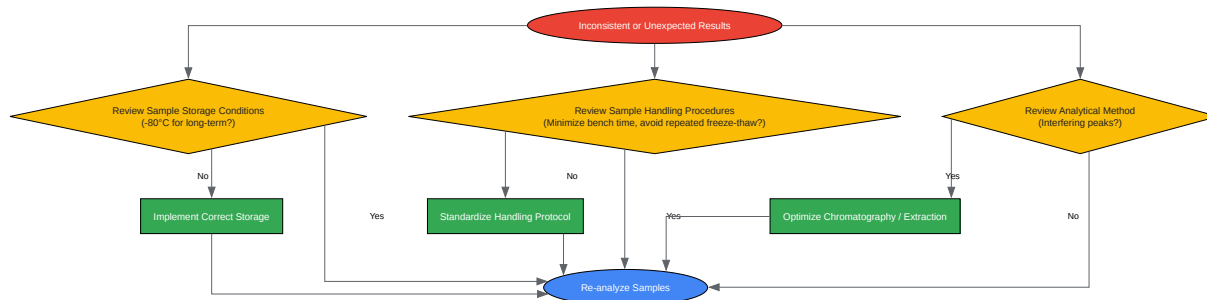 Inconsistent or Unexpected Results
Review Sample Storage Conditions
(-80°C for long-term?)
Review Sample Handling Procedures
(Minimize bench time, avoid repeated freeze-thaw?)
Review Analytical Method
(Interfering peaks?)
No
No
Yes
Implement Correct Storage
Yes
Standardize Handling Protocol
Yes
Optimize Chromatography / Extraction
No
Re-analyze Samples